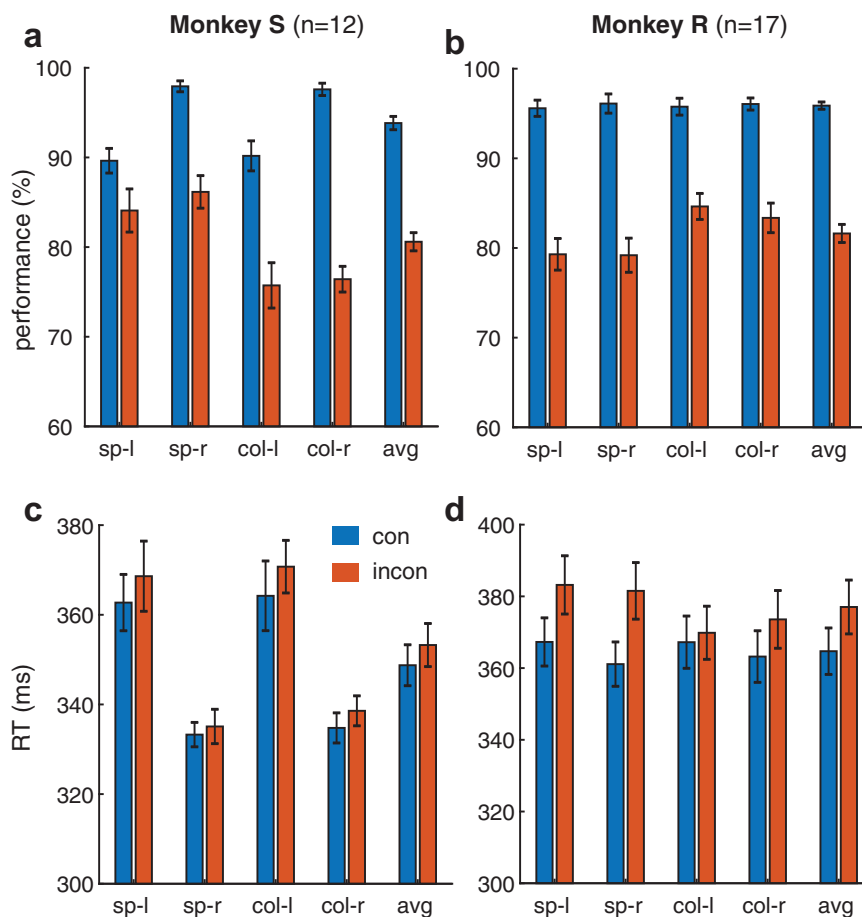 a
Monkey S (n=12)
performance (%)
100
90
80
70
60
sp-l
sp-r
col-l
col-r
avg
b
Monkey R (n=17)
100
90
80
70
60
sp-l
sp-r
col-l
col-r
avg
c
RT (ms)
380
360
340
320
300
con
incon
sp-l
sp-r
col-l
col-r
avg
d
400
380
360
340
320
300
sp-l
sp-r
col-l
col-r
avg